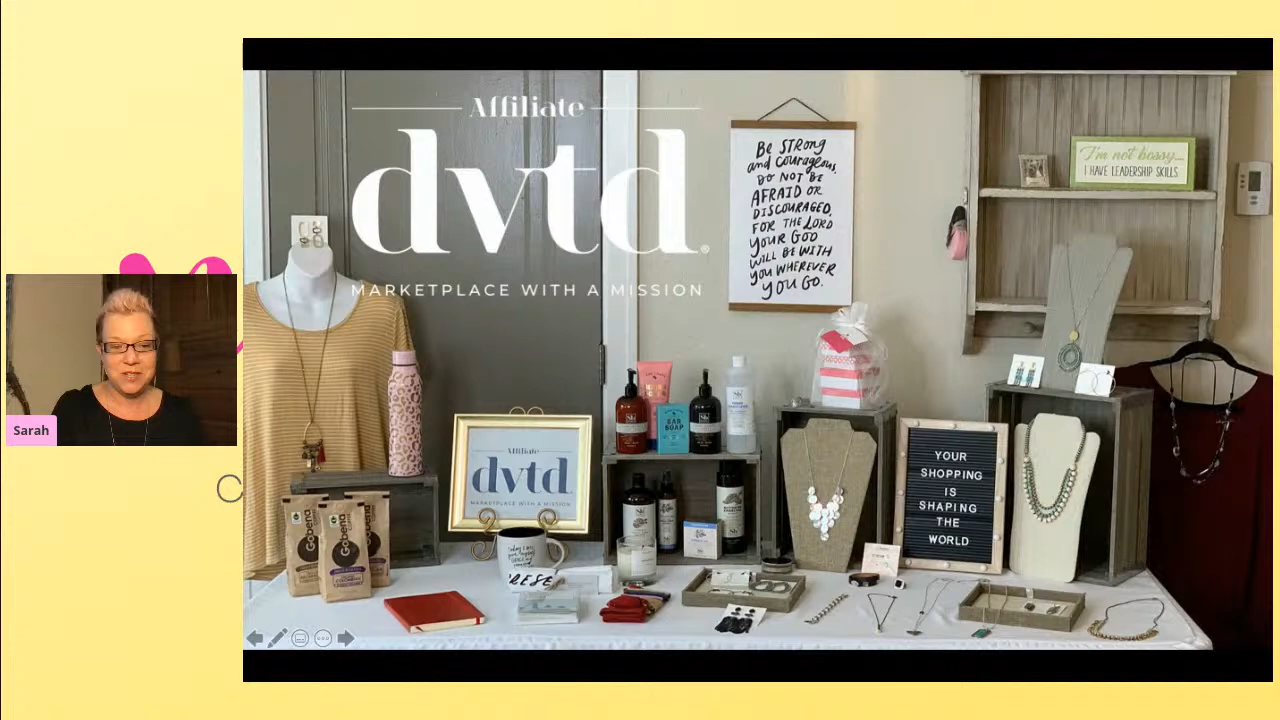 Affiliate
dvtd®
MARKETPLACE WITH A MISSION
BE STRONG
and courageous.
DO NOT BE
AFRAID OR
DISCOURAGED,
FOR THE LORD
YOUR GOD
WILL BE WITH
YOU WHEREVER
YOU GO.
I'm not bossy....
I HAVE LEADERSHIP SKILLS
Sarah
Affiliate
dvtd
MARKETPLACE WITH A MISSION
BAR
SOAP
YOUR
SHOPPING
IS
SHAPING
THE
WORLD
Gobena
Gobena